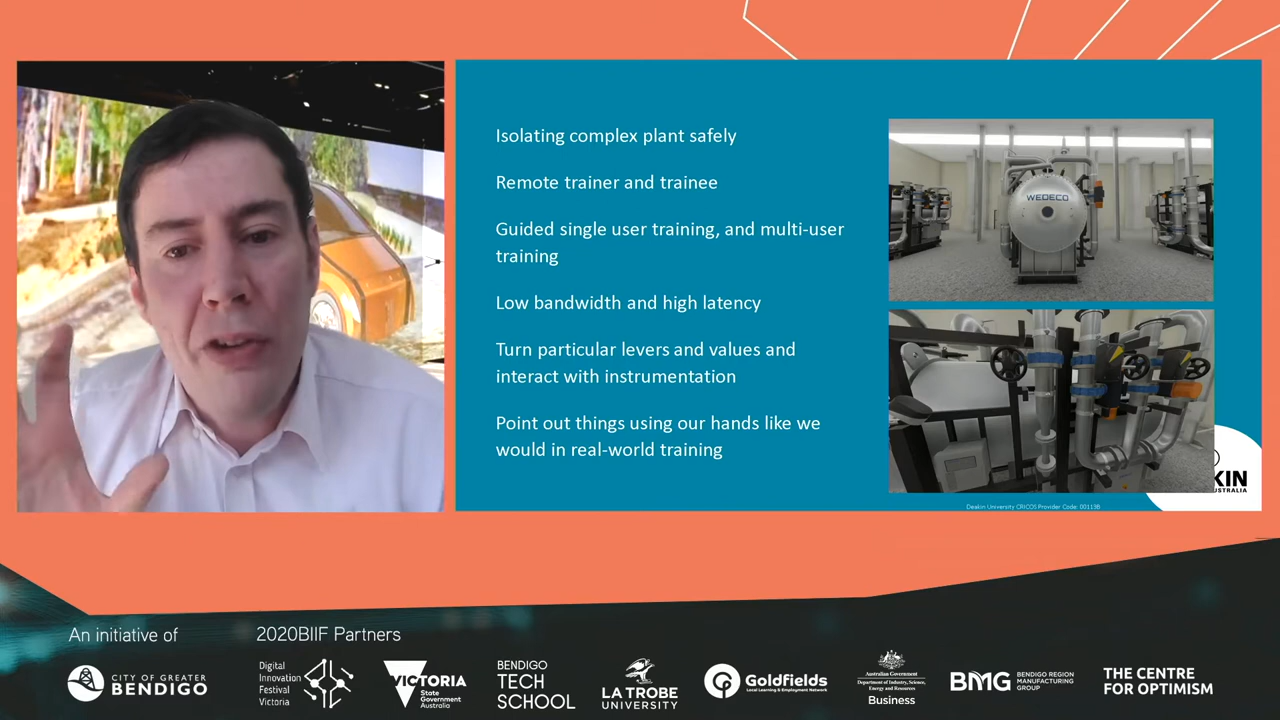 Isolating complex plant safely
Remote trainer and trainee
Guided single user training, and multi-user
training
Low bandwidth and high latency
Turn particular levers and values and
interact with instrumentation
Point out things using our hands like we
would in real-world training
WEDECO
KIN
USTRALIA
Deakin University CRICOS Provider Code: 00113B
An initiative of
2020BIIF Partners
CITY OF GREATER
BENDIGO
Digital
Innovation
Festival
Victoria
VICTORIA
State
Government
Australia
BENDIGO
TECH
SCHOOL
LA TROBE
UNIVERSITY
Goldfields
Local Learning & Employment Network
Australian Government
Department of Industry, Science,
Energy and Resources
Business
BMG
BENDIGO REGION
MANUFACTURING
GROUP
THE CENTRE
FOR OPTIMISM